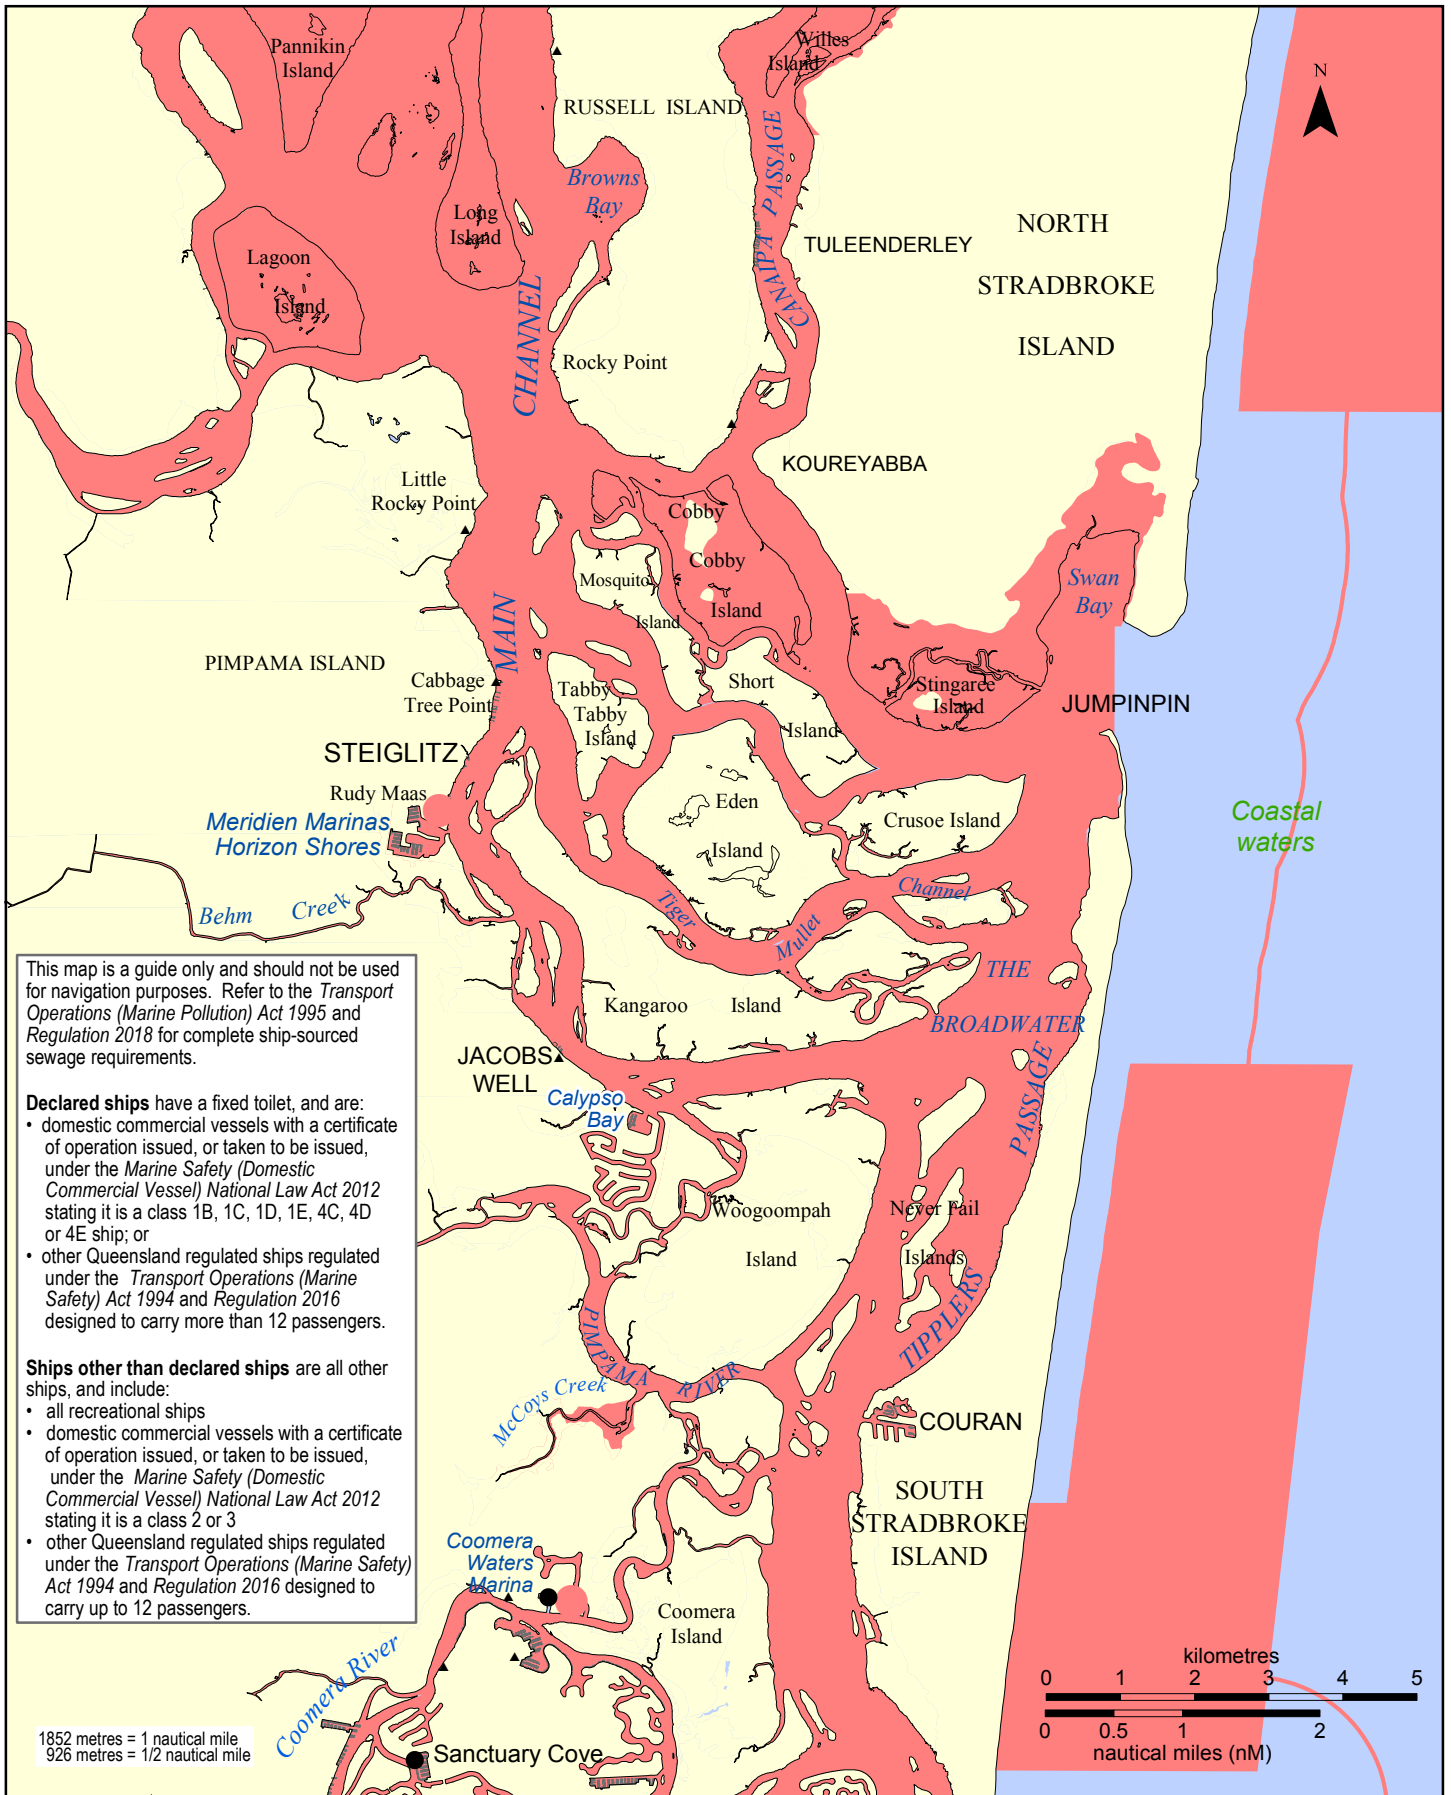 Pannikin
Island
Willes
Island
N
RUSSELL ISLAND
CANAIPA PASSAGE
Browns
Bay
Long
Island
NORTH
STRADBROKE
ISLAND
TULEENDERLEY
Lagoon
Island
CHANNEL
Rocky Point
KOUREYABBA
Little
Rocky Point
Cobby
Cobby
Island
Mosquito
Island
Swan
Bay
MAIN
PIMPAMA ISLAND
Cabbage
Tree Point
Tabby
Tabby
Island
Short
Island
Stingaree
Island
JUMPINPIN
STEIGLITZ
Rudy Maas
Meridien Marinas
Horizon Shores
Eden
Island
Crusoe Island
Coastal
waters
Behm Creek
Tiger
Mullet
Channel
THE
BROADWATER
Kangaroo Island
This map is a guide only and should not be used
for navigation purposes. Refer to the Transport
Operations (Marine Pollution) Act 1995 and
Regulation 2018 for complete ship-sourced
sewage requirements.
Declared ships have a fixed toilet, and are:
• domestic commercial vessels with a certificate
of operation issued, or taken to be issued,
under the Marine Safety (Domestic
Commercial Vessel) National Law Act 2012
stating it is a class 1B, 1C, 1D, 1E, 4C, 4D
or 4E ship; or
• other Queensland regulated ships regulated
under the Transport Operations (Marine
Safety) Act 1994 and Regulation 2016
designed to carry more than 12 passengers.
Ships other than declared ships are all other
ships, and include:
• all recreational ships
• domestic commercial vessels with a certificate
of operation issued, or taken to be issued,
under the Marine Safety (Domestic
Commercial Vessel) National Law Act 2012
stating it is a class 2 or 3
• other Queensland regulated ships regulated
under the Transport Operations (Marine Safety)
Act 1994 and Regulation 2016 designed to
carry up to 12 passengers.
JACOBS
WELL
Calypso
Bay
TIPPLERS PASSAGE
Woogoompah
Island
Never Fail
Islands
PIMPAMA RIVER
McCoys Creek
COURAN
SOUTH
STRADBROKE
ISLAND
Coomera
Waters
Marina
Coomera
Island
Coomera River
Sanctuary Cove
1852 metres = 1 nautical mile
926 metres = 1/2 nautical mile
kilometres
0 1 2 3 4 5
0 0.5 1 2
nautical miles (nM)